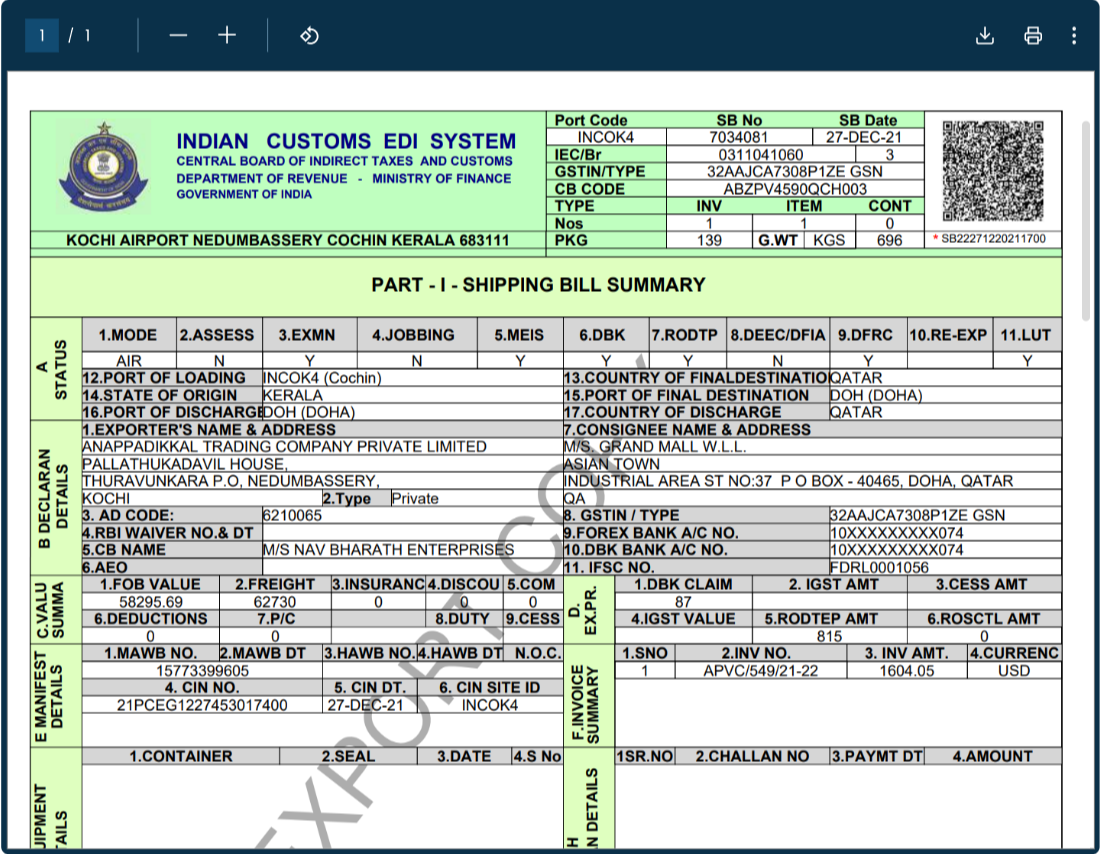 1 / 1
INDIAN CUSTOMS EDI SYSTEM
CENTRAL BOARD OF INDIRECT TAXES AND CUSTOMS
DEPARTMENT OF REVENUE - MINISTRY OF FINANCE
GOVERNMENT OF INDIA
KOCHI AIRPORT NEDUMBASSERY COCHIN KERALA 683111
Port Code SB No SB Date
INCOK4 7034081 27-DEC-21
IEC/Br 0311041060 3
GSTIN/TYPE 32AAJCA7308P1ZE GSN
CB CODE ABZPV4590QCH003
TYPE INV ITEM CONT
Nos 1 1 0
PKG 139 G.WT KGS 696
* SB22271220211700
PART - I - SHIPPING BILL SUMMARY
A STATUS
1.MODE 2.ASSESS 3.EXMN 4.JOBBING 5.MEIS 6.DBK 7.RODTP 8.DEEC/DFIA 9.DFRC 10.RE-EXP 11.LUT
AIR N Y N Y Y Y N Y Y
12.PORT OF LOADING INCOK4 (Cochin) 13.COUNTRY OF FINALDESTINATIO QATAR
14.STATE OF ORIGIN KERALA 15.PORT OF FINAL DESTINATION DOH (DOHA)
16.PORT OF DISCHARGE DOH (DOHA) 17.COUNTRY OF DISCHARGE QATAR
B DECLARAN DETAILS
1.EXPORTER'S NAME & ADDRESS 7.CONSIGNEE NAME & ADDRESS
ANAPPADIKKAL TRADING COMPANY PRIVATE LIMITED M/S. GRAND MALL W.L.L.
PALLATHUKADAVIL HOUSE, ASIAN TOWN
THURAVUNKARA P.O, NEDUMBASSERY, INDUSTRIAL AREA ST NO:37 P O BOX - 40465, DOHA, QATAR
KOCHI 2.Type Private QA
3. AD CODE: 6210065 8. GSTIN / TYPE 32AAJCA7308P1ZE GSN
4.RBI WAIVER NO.& DT 9.FOREX BANK A/C NO. 10XXXXXXXXX074
5.CB NAME M/S NAV BHARATH ENTERPRISES 10.DBK BANK A/C NO. 10XXXXXXXXX074
6.AEO 11. IFSC NO. FDRL0001056
C.VALU SUMMA
1.FOB VALUE 2.FREIGHT 3.INSURANC 4.DISCOU 5.COM
58295.69 62730 0 0 0
6.DEDUCTIONS 7.P/C 8.DUTY 9.CESS
0 0
D. EX.PR.
1.DBK CLAIM 2. IGST AMT 3.CESS AMT
87
4.IGST VALUE 5.RODTEP AMT 6.ROSCTL AMT
815 0
E MANIFEST DETAILS
1.MAWB NO. 2.MAWB DT 3.HAWB NO. 4.HAWB DT N.O.C.
15773399605
4. CIN NO. 5. CIN DT. 6. CIN SITE ID
21PCEG1227453017400 27-DEC-21 INCOK4
F.INVOICE SUMMARY
1.SNO 2.INV NO. 3. INV AMT. 4.CURRENC
1 APVC/549/21-22 1604.05 USD
1.CONTAINER 2.SEAL 3.DATE 4.S No
1SR.NO 2.CHALLAN NO 3.PAYMT DT 4.AMOUNT
H
DETAILS
EXPORT COPY